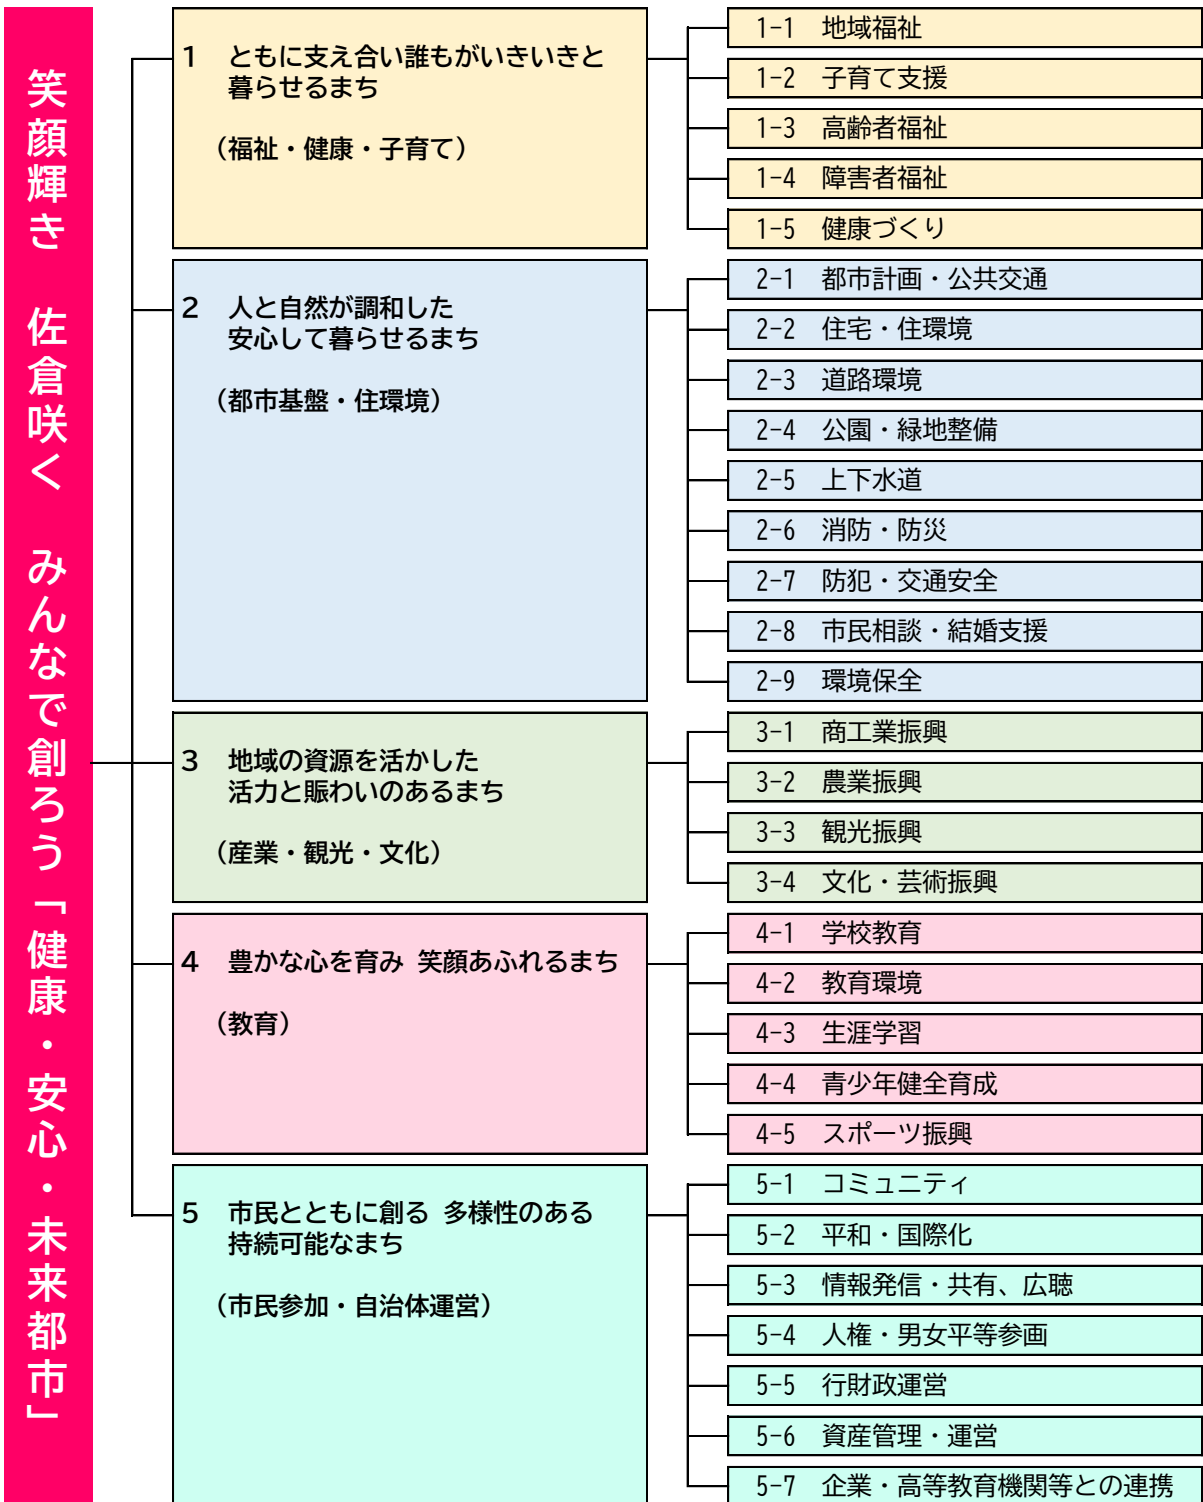 笑顔輝き 佐倉咲く みんなで創ろう「健康・安心・未来都市」
1 ともに支え合い誰もがいきいきと
暮らせるまち
（福祉・健康・子育て）
1-1 地域福祉
1-2 子育て支援
1-3 高齢者福祉
1-4 障害者福祉
1-5 健康づくり
2 人と自然が調和した
安心して暮らせるまち
（都市基盤・住環境）
2-1 都市計画・公共交通
2-2 住宅・住環境
2-3 道路環境
2-4 公園・緑地整備
2-5 上下水道
2-6 消防・防災
2-7 防犯・交通安全
2-8 市民相談・結婚支援
2-9 環境保全
3 地域の資源を活かした
活力と賑わいのあるまち
（産業・観光・文化）
3-1 商工業振興
3-2 農業振興
3-3 観光振興
3-4 文化・芸術振興
4 豊かな心を育み 笑顔あふれるまち
（教育）
4-1 学校教育
4-2 教育環境
4-3 生涯学習
4-4 青少年健全育成
4-5 スポーツ振興
5 市民とともに創る 多様性のある
持続可能なまち
（市民参加・自治体運営）
5-1 コミュニティ
5-2 平和・国際化
5-3 情報発信・共有、広聴
5-4 人権・男女平等参画
5-5 行財政運営
5-6 資産管理・運営
5-7 企業・高等教育機関等との連携